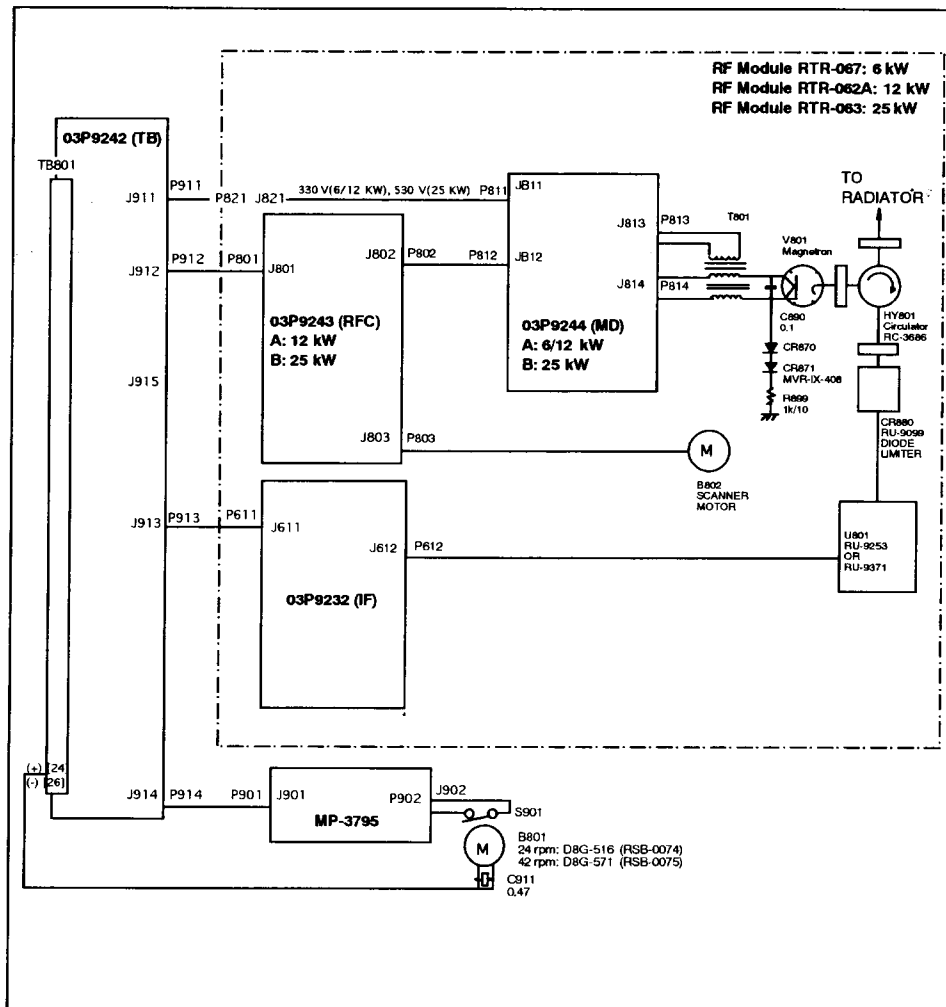 RF Module RTR-067: 6 kW
RF Module RTR-062A: 12 kW
RF Module RTR-063: 25 kW
03P9242 (TB)
TB801
J911
P911
P821
J821
330 V(6/12 KW), 530 V(25 KW)
P811
JB11
TO
RADIATOR
J813
P813
T801
V801
Magnetron
J912
P912
P801
J801
J802
P802
P812
JB12
J814
P814
03P9243 (RFC)
A: 12 kW
B: 25 kW
03P9244 (MD)
A: 6/12 kW
B: 25 kW
C890
0.1
HY801
Circulator
RC-3686
CR870
CR871
MVR-IX-408
R899
1k/10
J915
J803
P803
M
B802
SCANNER
MOTOR
CR880
RU-9099
DIODE
LIMITER
J913
P913
P611
J611
J612
P612
U801
RU-9253
OR
RU-9371
03P9232 (IF)
(+) [24]
(-) [26]
J914
P914
P901
J901
P902
J902
MP-3795
S901
M
B801
24 rpm: D8G-516 (RSB-0074)
42 rpm: D8G-571 (RSB-0075)
C911
0.47